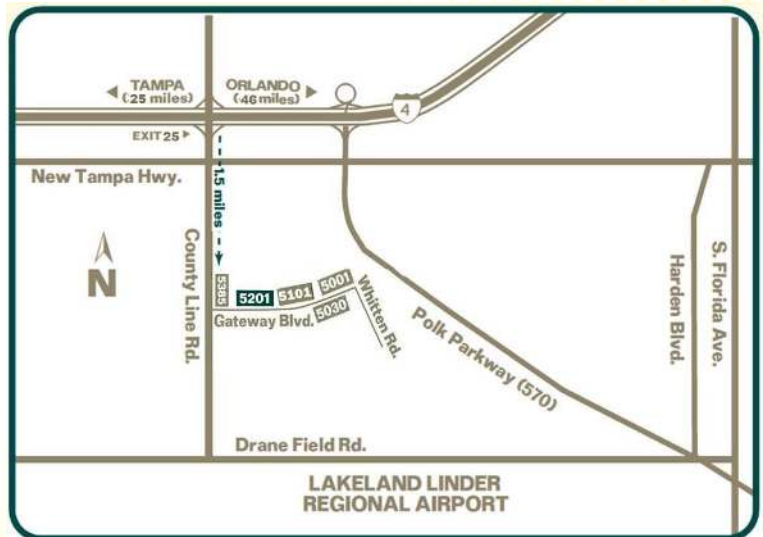 TAMPA
(25 miles)
ORLANDO
(46 miles)
4
EXIT 25
New Tampa Hwy.
1.5 miles
N
County Line Rd.
5385
5201
5101
5001
5030
Gateway Blvd.
Whitten Rd.
Polk Parkway (570)
Harden Blvd.
S. Florida Ave.
Drane Field Rd.
LAKELAND LINDER
REGIONAL AIRPORT